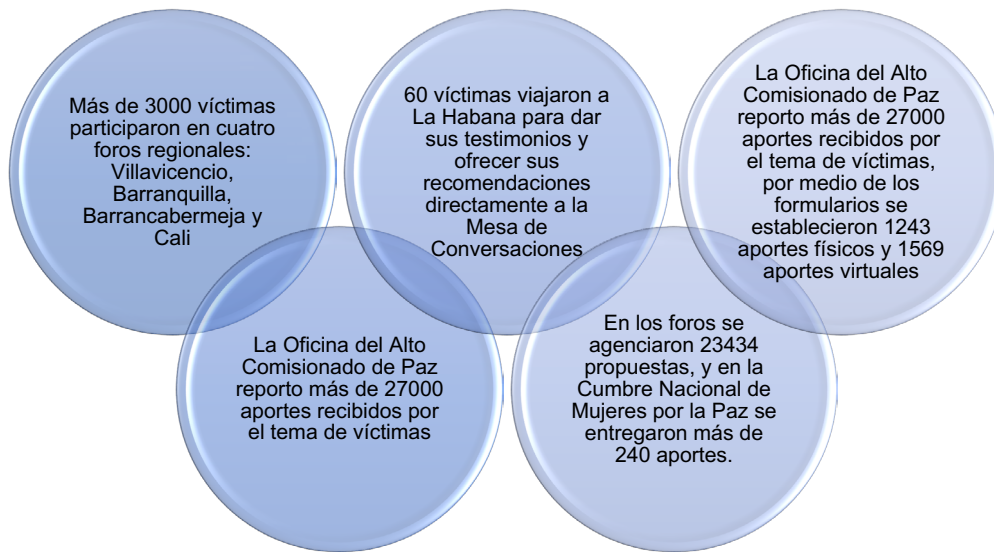 Más de 3000 víctimas
participaron en cuatro
foros regionales:
Villavicencio,
Barranquilla,
Barrancabermeja y
Cali
La Oficina del Alto
Comisionado de Paz
reporto más de 27000
aportes recibidos por
el tema de víctimas
60 víctimas viajaron a
La Habana para dar
sus testimonios y
ofrecer sus
recomendaciones
directamente a la
Mesa de
Conversaciones
En los foros se
agenciaron 23434
propuestas, y en la
Cumbre Nacional de
Mujeres por la Paz se
entregaron más de
240 aportes.
La Oficina del Alto
Comisionado de Paz
reporto más de 27000
aportes recibidos por
el tema de víctimas,
por medio de los
formularios se
establecieron 1243
aportes físicos y 1569
aportes virtuales